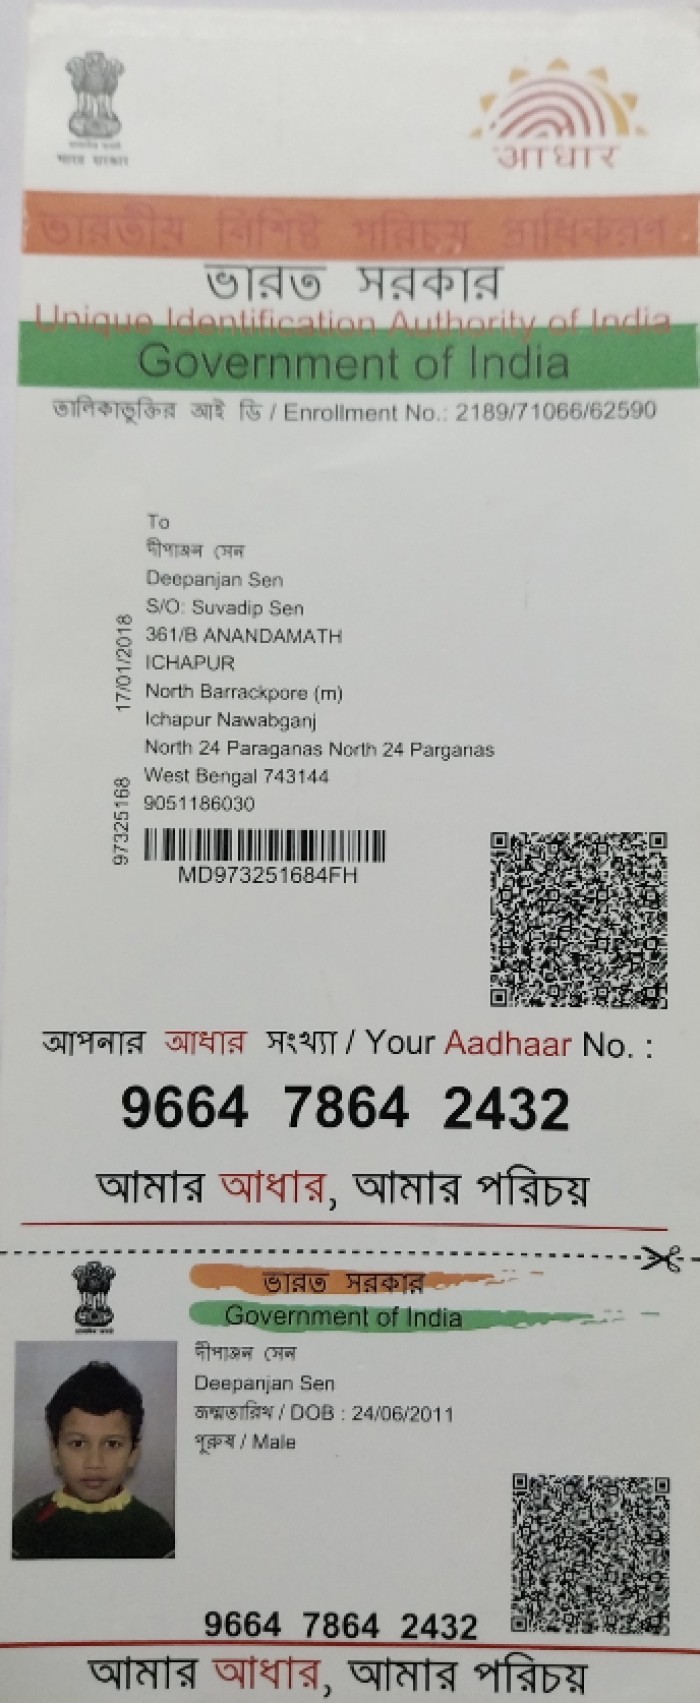 भारत सरकार
आधार
ভারতীয় বিশিষ্ট পরিচয় প্রাধিকরণ
ভারত সরকার
Unique Identification Authority of India
Government of India
তালিকাভুক্তির আই ডি / Enrollment No.: 2189/71066/62590
To
দীপাঞ্জন সেন
Deepanjan Sen
S/O: Suvadip Sen
361/B ANANDAMATH
ICHAPUR
North Barrackpore (m)
Ichapur Nawabganj
North 24 Paraganas North 24 Parganas
West Bengal 743144
9051186030
17/01/2018
97325168
MD973251684FH
আপনার আধার সংখ্যা / Your Aadhaar No. :
9664 7864 2432
আমার আধার, আমার পরিচয়
ভারত সরকার
Government of India
দীপাঞ্জন সেন
Deepanjan Sen
জন্মতারিখ / DOB : 24/06/2011
পুরুষ / Male
9664 7864 2432
আমার আধার, আমার পরিচয়